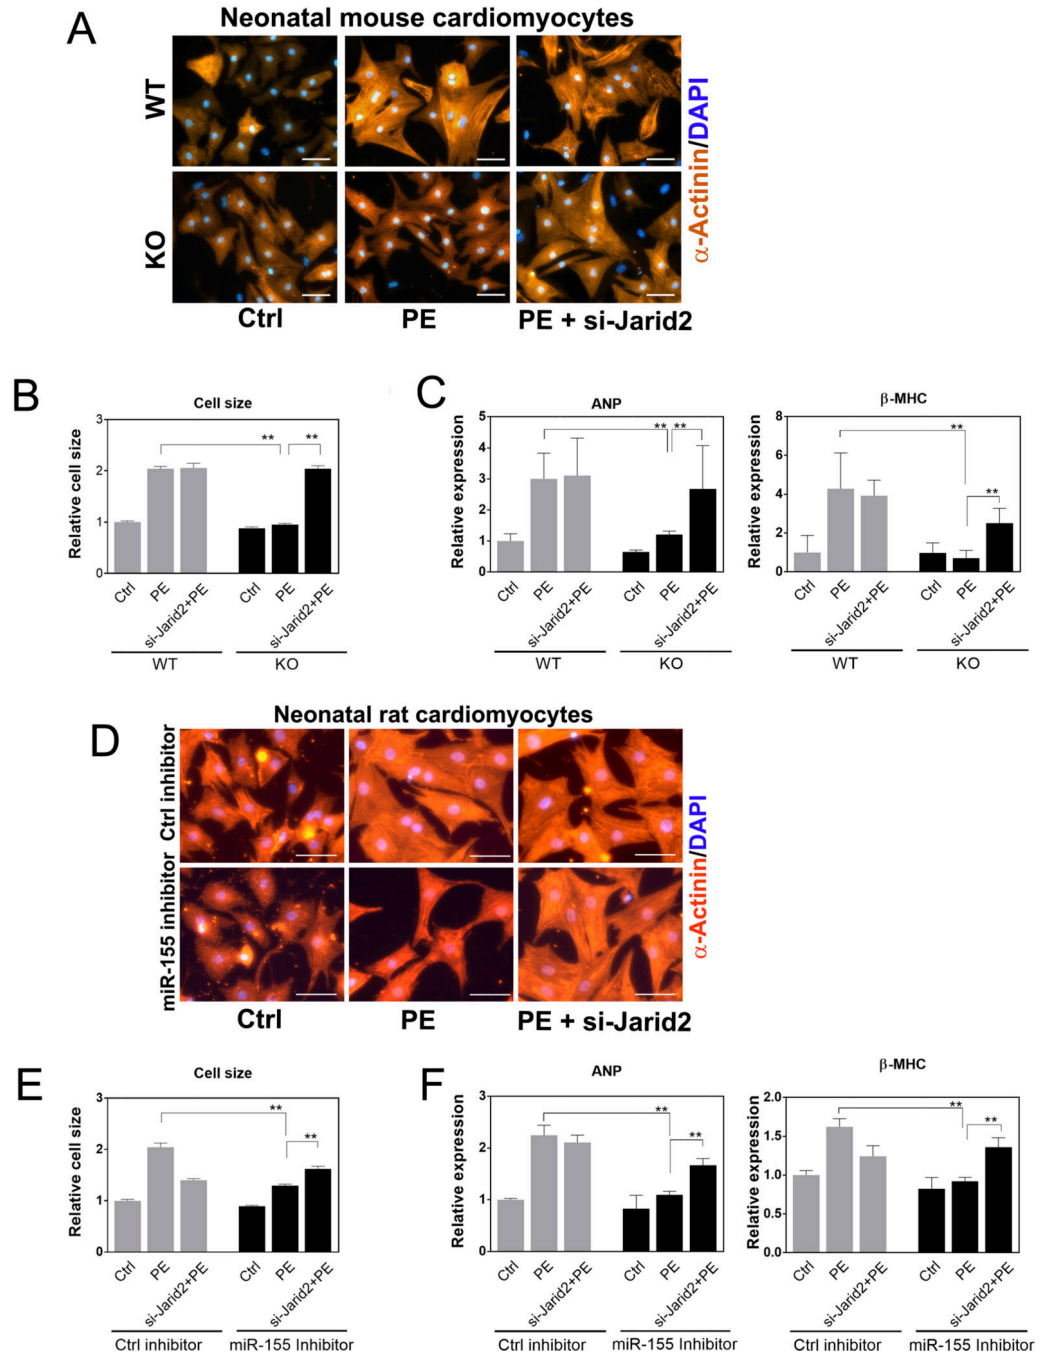 A
Neonatal mouse cardiomyocytes
WT
KO
α-Actinin/DAPI
Ctrl
PE
PE + si-Jarid2
B
Cell size
Relative cell size
3
2
1
0
**
**
Ctrl
PE
si-Jarid2+PE
Ctrl
PE
si-Jarid2+PE
WT
KO
C
ANP
Relative expression
5
4
3
2
1
0
**
**
Ctrl
PE
si-Jarid2+PE
Ctrl
PE
si-Jarid2+PE
WT
KO
β-MHC
Relative expression
8
6
4
2
0
**
**
Ctrl
PE
si-Jarid2+PE
Ctrl
PE
si-Jarid2+PE
WT
KO
D
Neonatal rat cardiomyocytes
Ctrl inhibitor
miR-155 inhibitor
α-Actinin/DAPI
Ctrl
PE
PE + si-Jarid2
E
Cell size
Relative cell size
3
2
1
0
**
**
Ctrl
PE
si-Jarid2+PE
Ctrl
PE
si-Jarid2+PE
Ctrl inhibitor
miR-155 Inhibitor
F
ANP
Relative expression
3
2
1
0
**
**
Ctrl
PE
si-Jarid2+PE
Ctrl
PE
si-Jarid2+PE
Ctrl inhibitor
miR-155 Inhibitor
β-MHC
Relative expression
2.0
1.5
1.0
0.5
0.0
**
**
Ctrl
PE
si-Jarid2+PE
Ctrl
PE
si-Jarid2+PE
Ctrl inhibitor
miR-155 Inhibitor